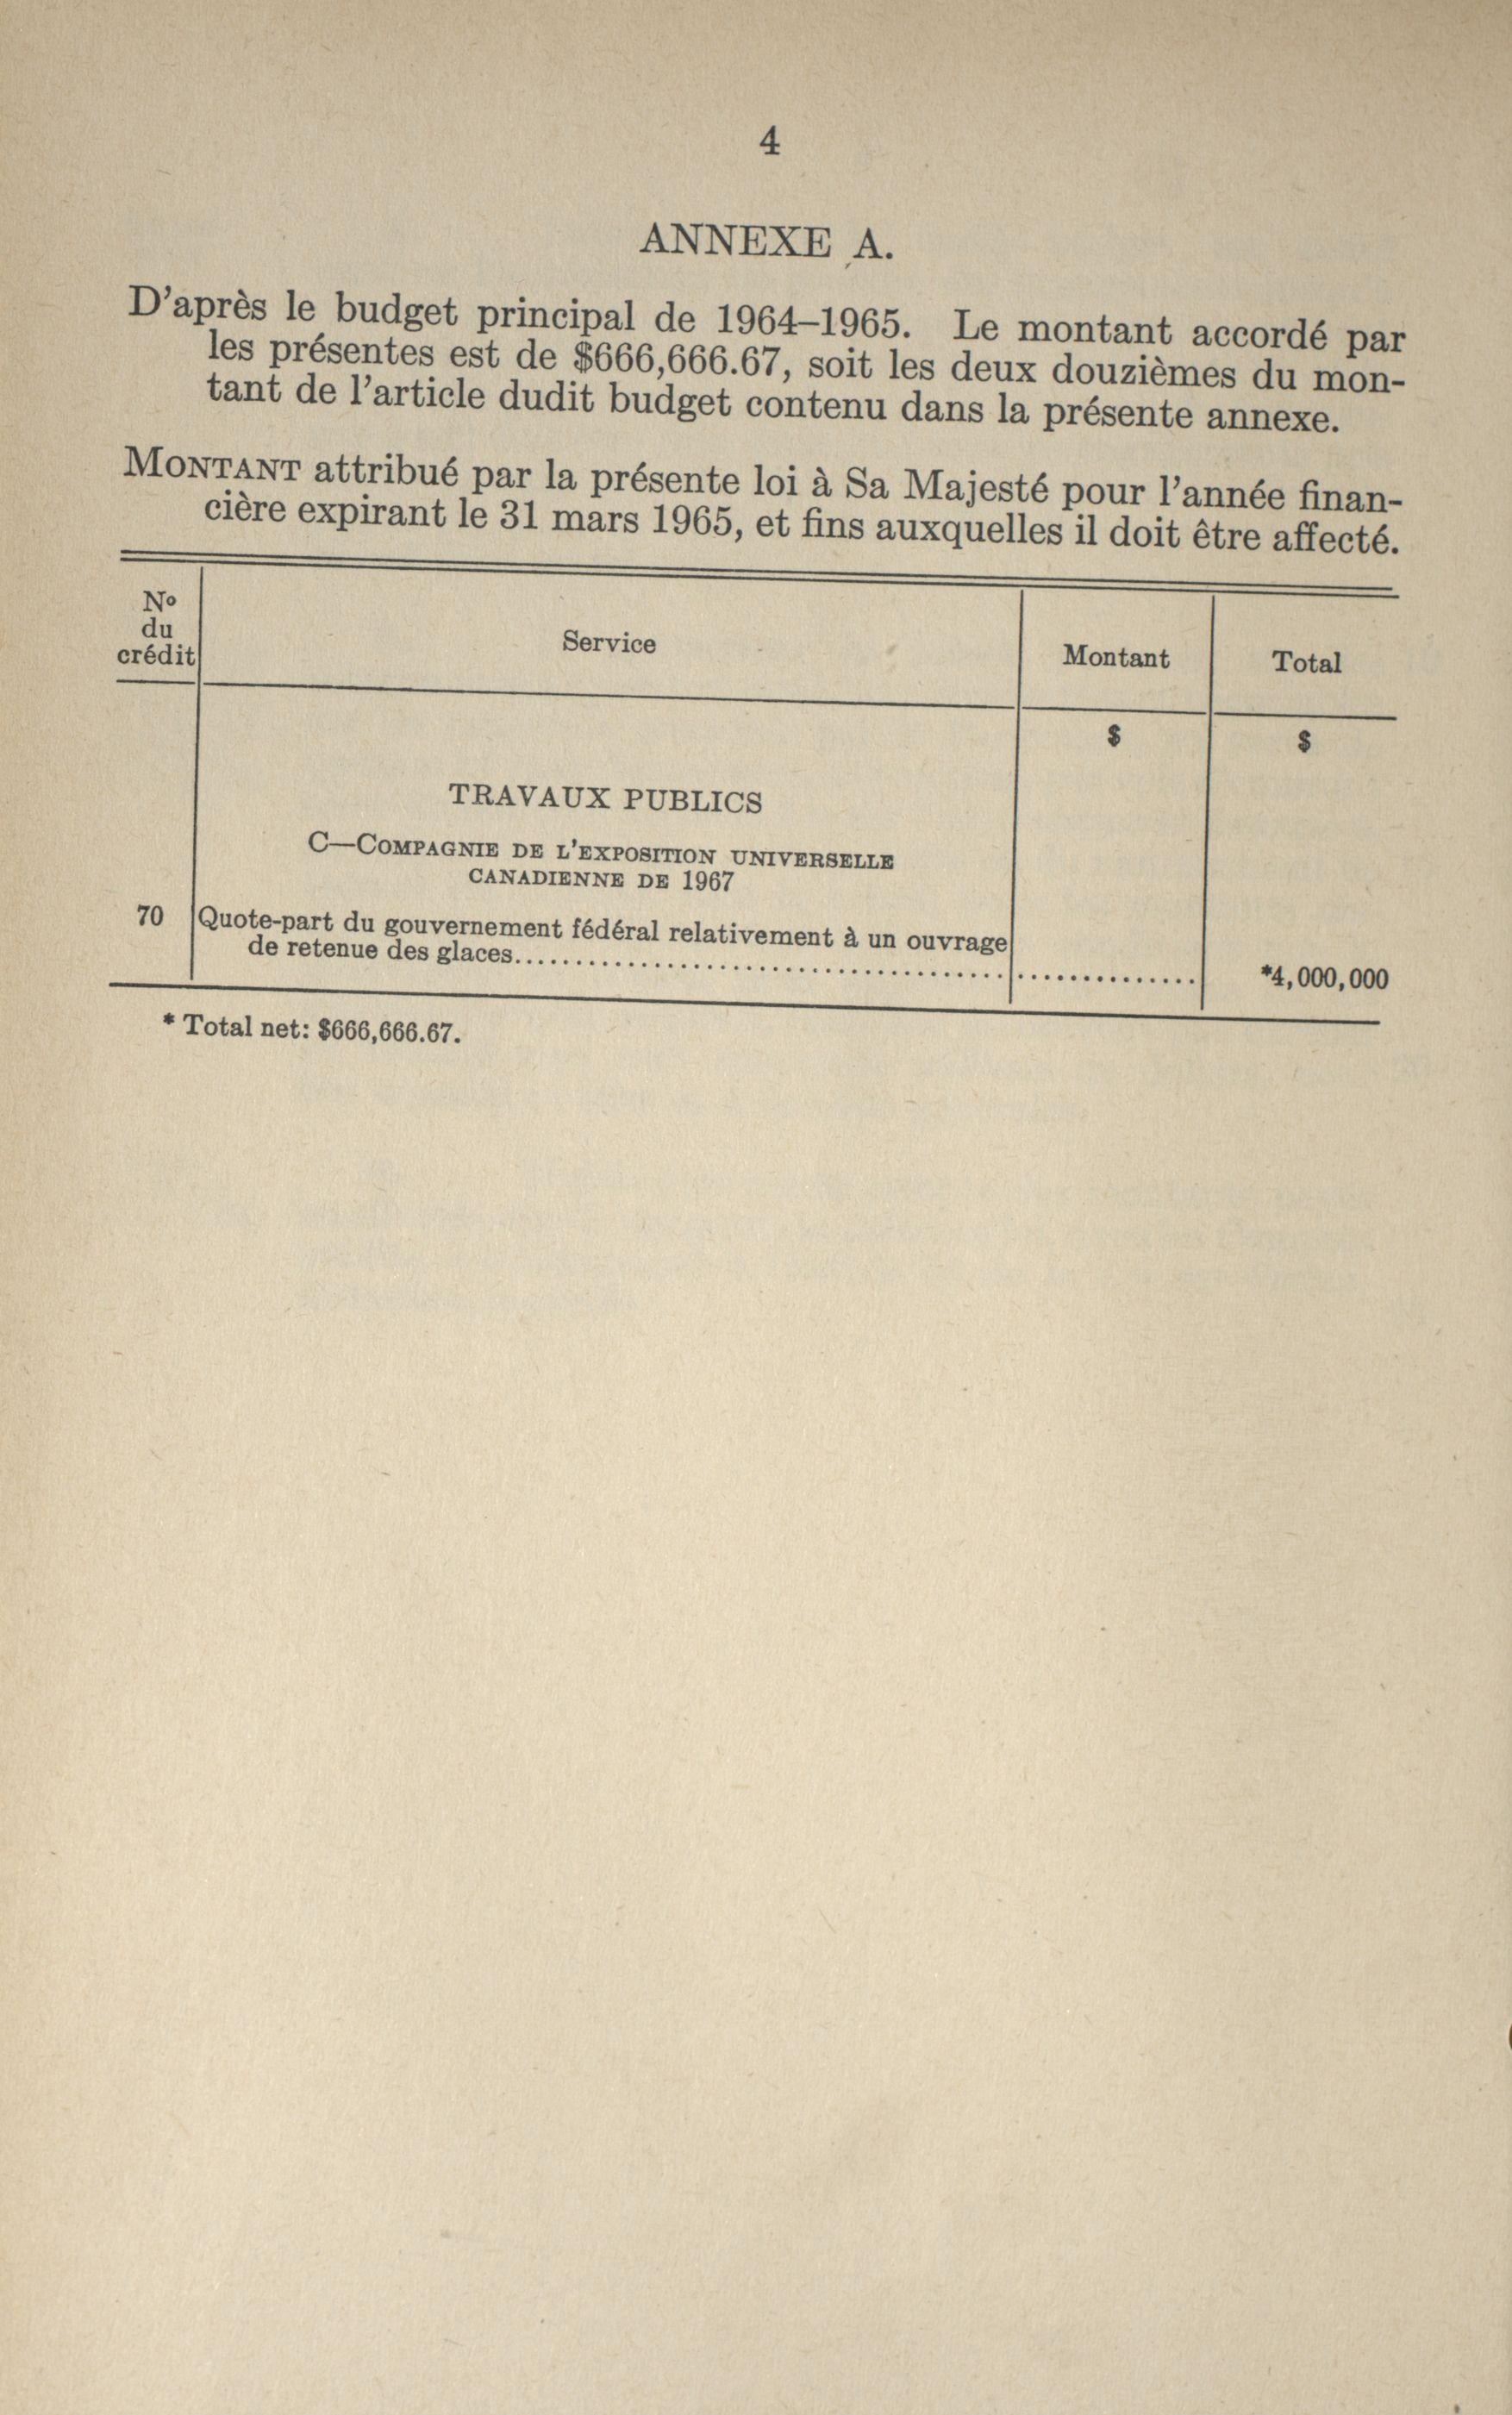 4
ANNEXE A.
D'après le budget principal de 1964–1965. Le montant accordé par
les présentes est de $666,666.67, soit les deux douzièmes du mon-
tant de l'article dudit budget contenu dans la présente annexe.
MONTANT attribué par la présente loi à Sa Majesté pour l'année finan-
cière expirant le 31 mars 1965, et fins auxquelles il doit être affecté.
No
du
crédit
Service
Montant
Total
$
$
TRAVAUX PUBLICS
C—COMPAGNIE DE L'EXPOSITION UNIVERSELLE
CANADIENNE DE 1967
70 Quote-part du gouvernement fédéral relativement à un ouvrage
de retenue des glaces.................................................... *4,000,000
* Total net: $666,666.67.